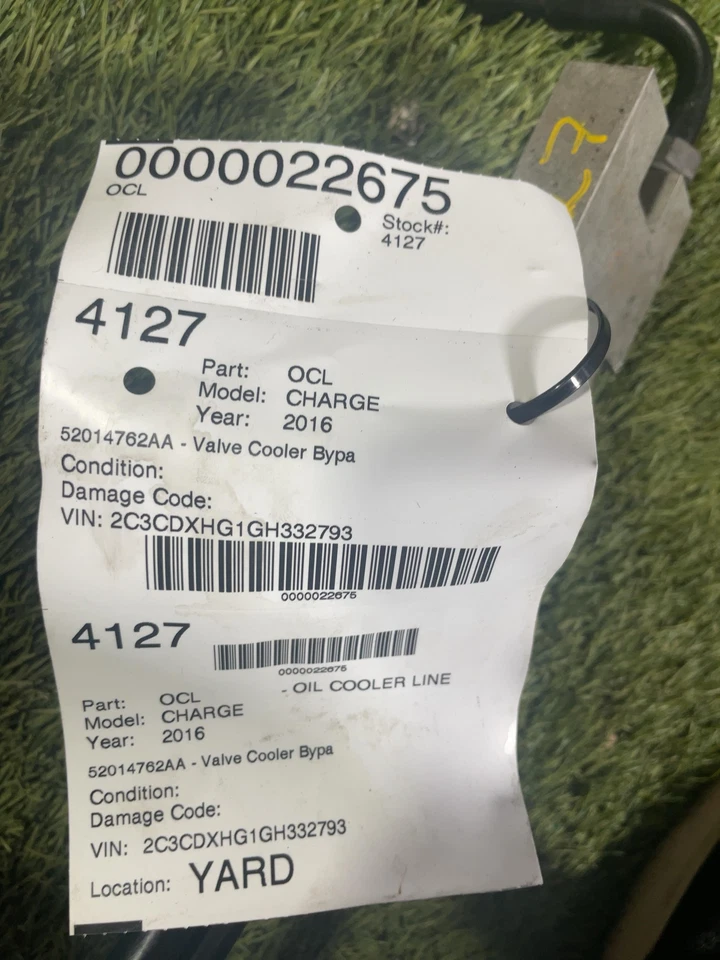 0000022675
OCL
Stock#:
4127
4127
Part: OCL
Model: CHARGE
Year: 2016
52014762AA - Valve Cooler Bypa
Condition:
Damage Code:
VIN: 2C3CDXHG1GH332793
0000022675
4127
0000022675
- OIL COOLER LINE
Part: OCL
Model: CHARGE
Year: 2016
52014762AA - Valve Cooler Bypa
Condition:
Damage Code:
VIN: 2C3CDXHG1GH332793
Location: YARD